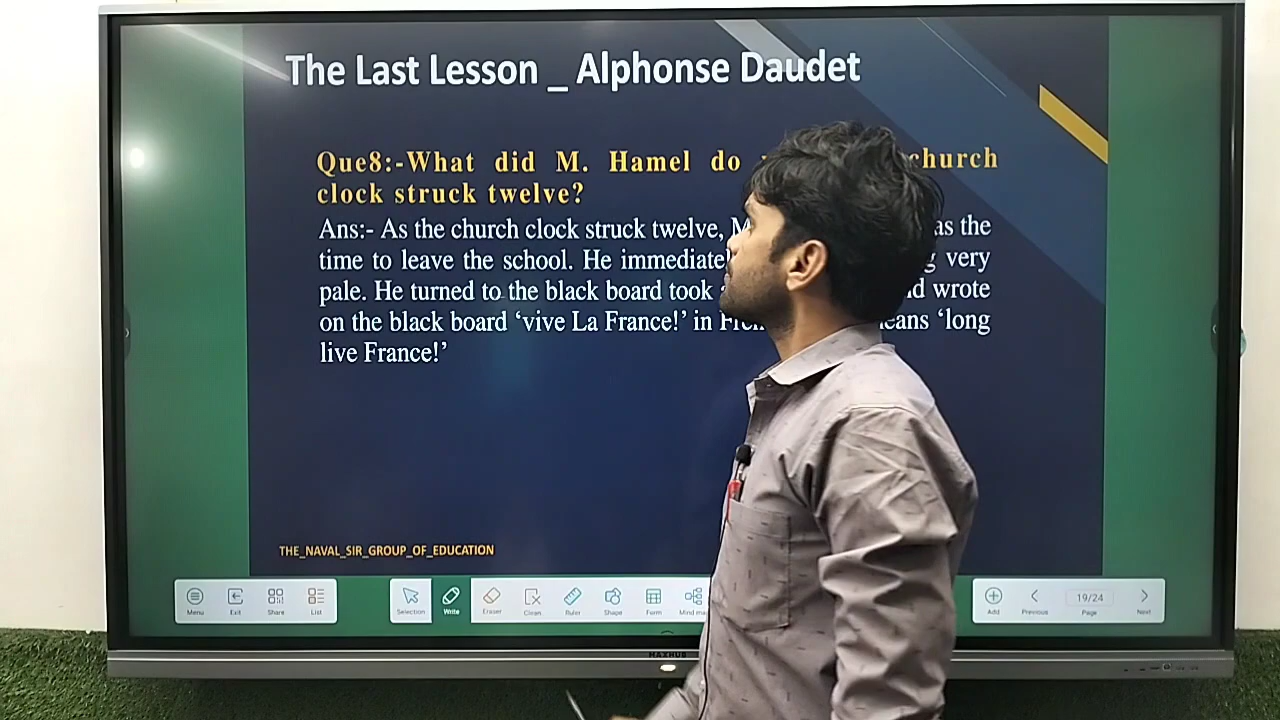 The Last Lesson _ Alphonse Daudet
Que8:-What did M. Hamel do church
clock struck twelve?
Ans:- As the church clock struck twelve, as the
time to leave the school. He very
pale. He turned to the black board took wrote
on the black board ‘vive La France!’ in ‘long
live France!’
THE_NAVAL_SIR_GROUP_OF_EDUCATION
Menu Exit Share List Selection Write Eraser Clean Ruler Shape Form Mind Add Previous 19/24 Page Next
MAXHUB